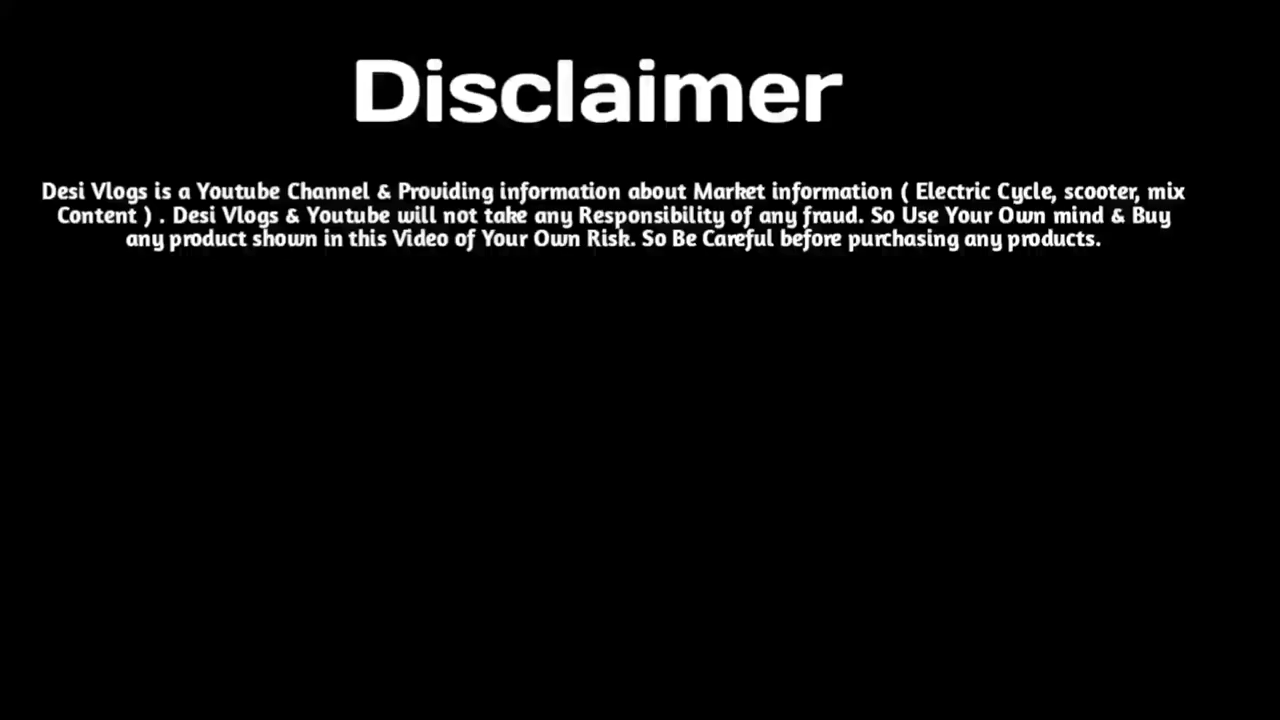 Disclaimer
Desi Vlogs is a Youtube Channel & Providing information about Market information ( Electric Cycle, scooter, mix
Content ) . Desi Vlogs & Youtube will not take any Responsibility of any fraud. So Use Your Own mind & Buy
any product shown in this Video of Your Own Risk. So Be Careful before purchasing any products.